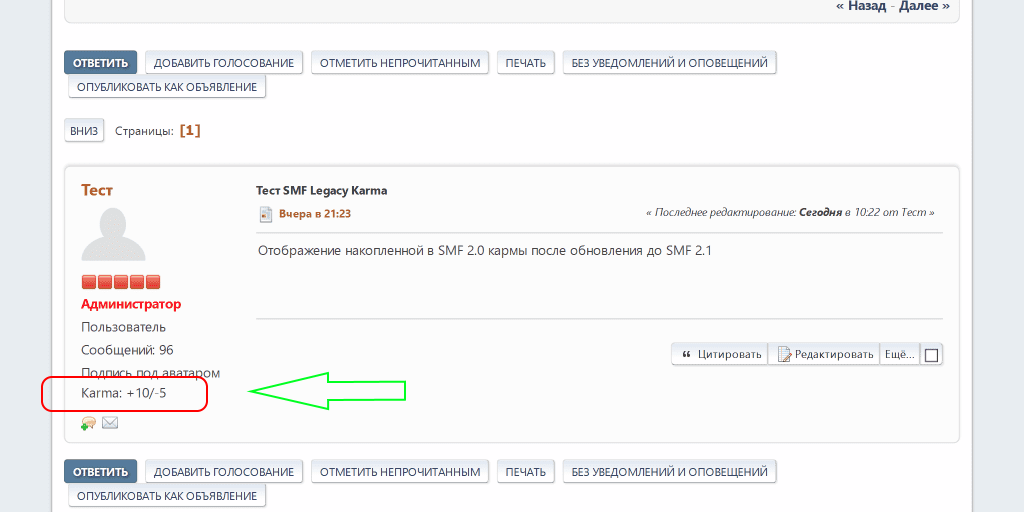 « Назад - Далее »
ОТВЕТИТЬ ДОБАВИТЬ ГОЛОСОВАНИЕ ОТМЕТИТЬ НЕПРОЧИТАННЫМ ПЕЧАТЬ БЕЗ УВЕДОМЛЕНИЙ И ОПОВЕЩЕНИЙ
ОПУБЛИКОВАТЬ КАК ОБЪЯВЛЕНИЕ
ВНИЗ Страницы: [1]
Тест
Администратор
Пользователь
Сообщений: 96
Подпись под аватаром
Karma: +10/-5
Тест SMF Legacy Karma
Вчера в 21:23
« Последнее редактирование: Сегодня в 10:22 от Тест »
Отображение накопленной в SMF 2.0 кармы после обновления до SMF 2.1
Цитировать Редактировать Ещё...
ОТВЕТИТЬ ДОБАВИТЬ ГОЛОСОВАНИЕ ОТМЕТИТЬ НЕПРОЧИТАННЫМ ПЕЧАТЬ БЕЗ УВЕДОМЛЕНИЙ И ОПОВЕЩЕНИЙ
ОПУБЛИКОВАТЬ КАК ОБЪЯВЛЕНИЕ